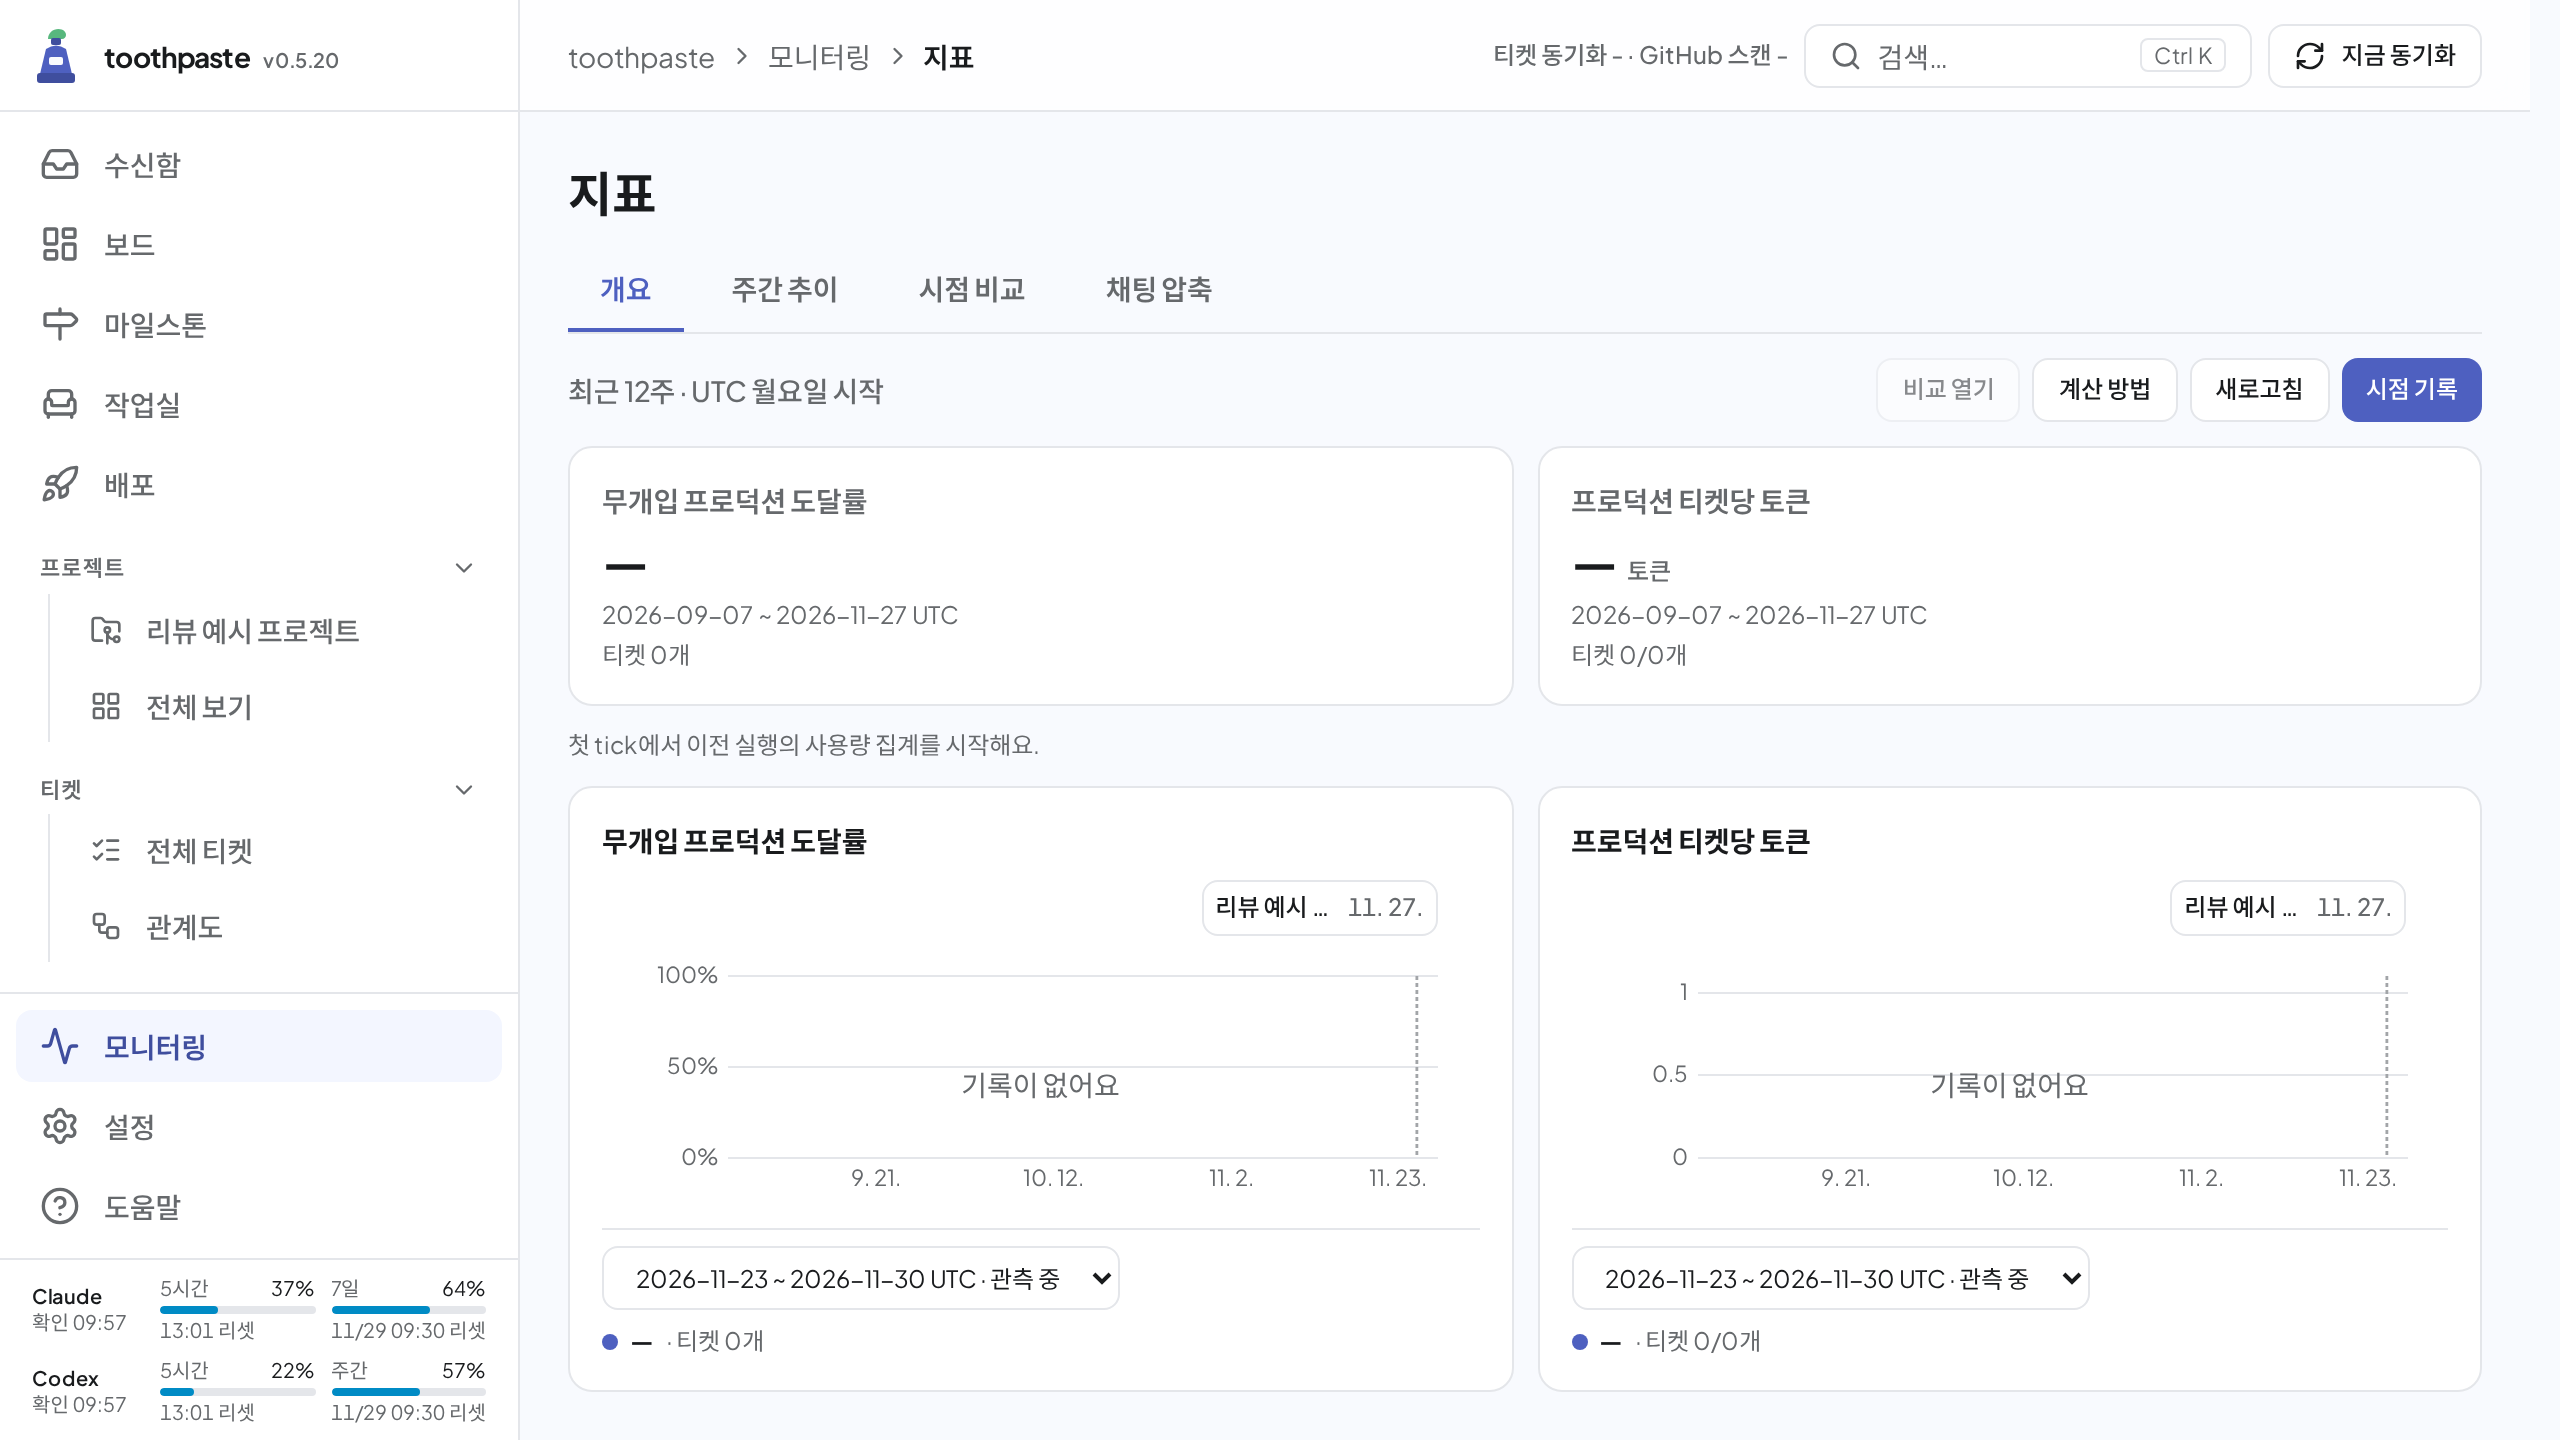 toothpaste v0.5.20
수신함
보드
마일스톤
작업실
배포
프로젝트
리뷰 예시 프로젝트
전체 보기
티켓
전체 티켓
관계도
모니터링
설정
도움말
Claude
확인 09:57
5시간 37%
13:01 리셋
7일 64%
11/29 09:30 리셋
Codex
확인 09:57
5시간 22%
13:01 리셋
주간 57%
11/29 09:30 리셋
toothpaste > 모니터링 > 지표
티켓 동기화 - · GitHub 스캔 -
검색... Ctrl K
지금 동기화
지표
개요 주간 추이 시점 비교 채팅 압축
최근 12주 · UTC 월요일 시작
비교 열기 계산 방법 새로고침 시점 기록
무개입 프로덕션 도달률
—
2026-09-07 ~ 2026-11-27 UTC
티켓 0개
프로덕션 티켓당 토큰
— 토큰
2026-09-07 ~ 2026-11-27 UTC
티켓 0/0개
첫 tick에서 이전 실행의 사용량 집계를 시작해요.
무개입 프로덕션 도달률
리뷰 예시 ... 11. 27.
100%
50%
0%
기록이 없어요
9. 21. 10. 12. 11. 2. 11. 23.
2026-11-23 ~ 2026-11-30 UTC · 관측 중
— · 티켓 0개
프로덕션 티켓당 토큰
리뷰 예시 ... 11. 27.
1
0.5
0
기록이 없어요
9. 21. 10. 12. 11. 2. 11. 23.
2026-11-23 ~ 2026-11-30 UTC · 관측 중
— · 티켓 0/0개